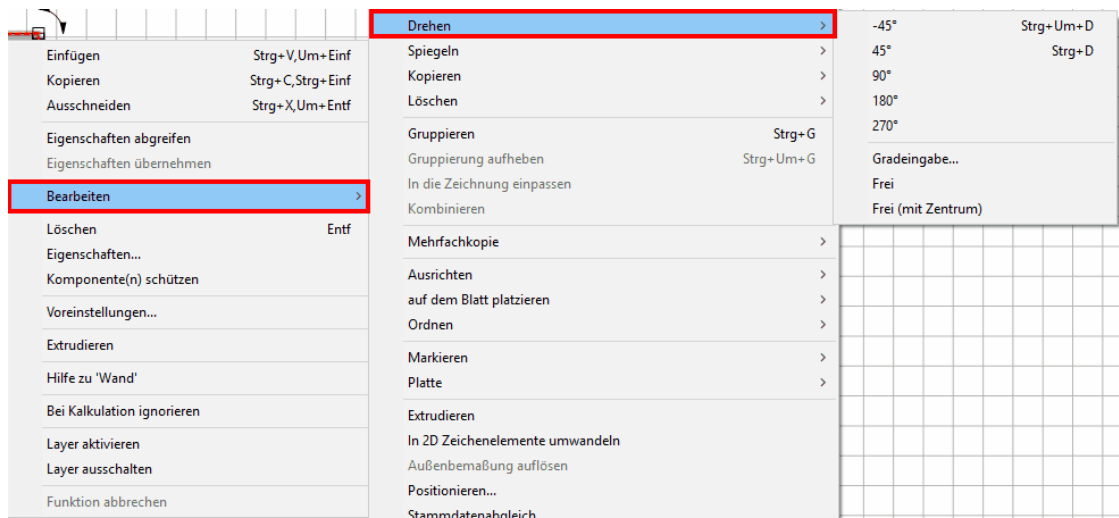 Einfügen Strg+V,Um+Einf
Kopieren Strg+C,Strg+Einf
Ausschneiden Strg+X,Um+Entf
Eigenschaften abgreifen
Eigenschaften übernehmen
Bearbeiten
Löschen Entf
Eigenschaften...
Komponente(n) schützen
Voreinstellungen...
Extrudieren
Hilfe zu 'Wand'
Bei Kalkulation ignorieren
Layer aktivieren
Layer ausschalten
Funktion abbrechen
Drehen
Spiegeln
Kopieren
Löschen
Gruppieren Strg+G
Gruppierung aufheben Strg+Um+G
In die Zeichnung einpassen
Kombinieren
Mehrfachkopie
Ausrichten
auf dem Blatt platzieren
Ordnen
Markieren
Platte
Extrudieren
In 2D Zeichenelemente umwandeln
Außenbemaßung auflösen
Positionieren...
Stammdatenabgleich
-45° Strg+Um+D
45° Strg+D
90°
180°
270°
Gradeingabe...
Frei
Frei (mit Zentrum)